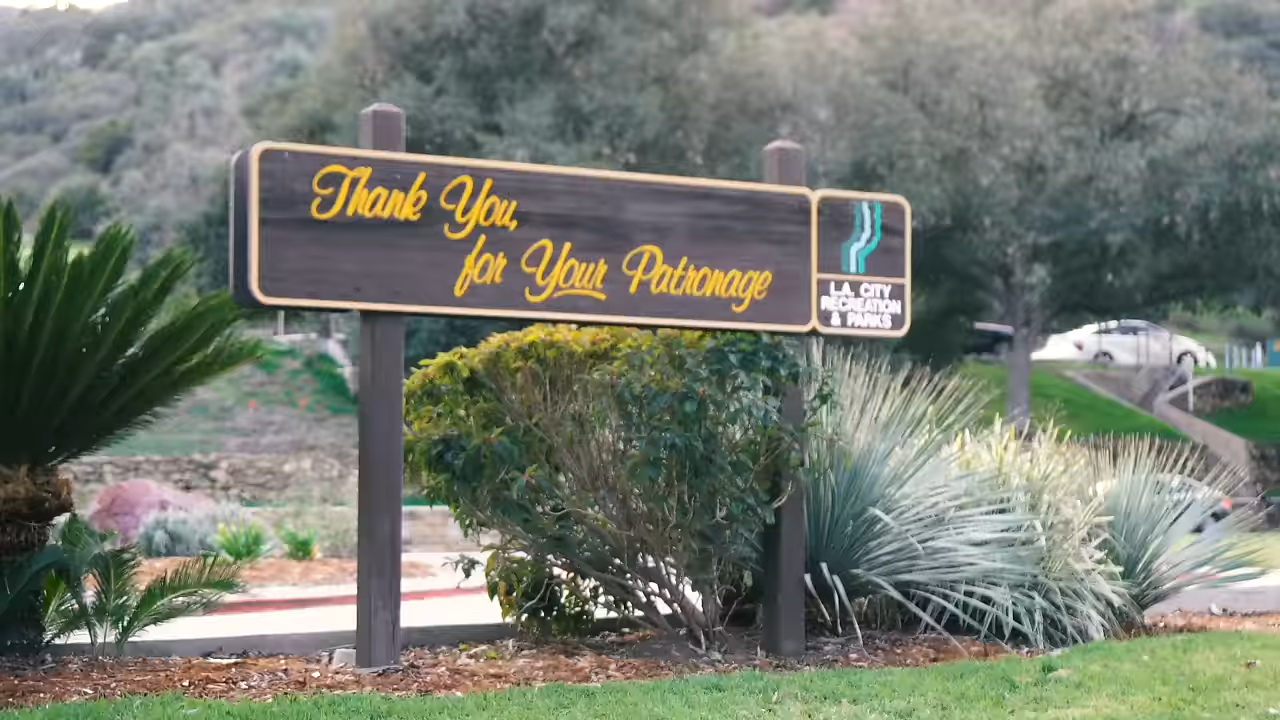 Thank You,
for Your Patronage
L.A. CITY
RECREATION
& PARKS